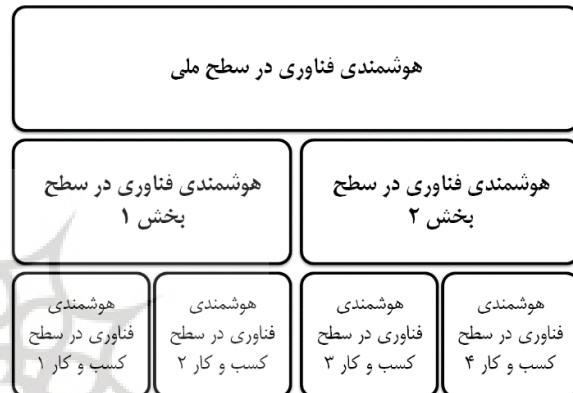 هوشمندی فناوری در سطح ملی
هوشمندی فناوری در سطح
بخش ۲
هوشمندی فناوری در سطح
بخش ۱
هوشمندی
فناوری در سطح
کسب و کار ۴
هوشمندی
فناوری در سطح
کسب و کار ۳
هوشمندی
فناوری در سطح
کسب و کار ۲
هوشمندی
فناوری در سطح
کسب و کار ۱